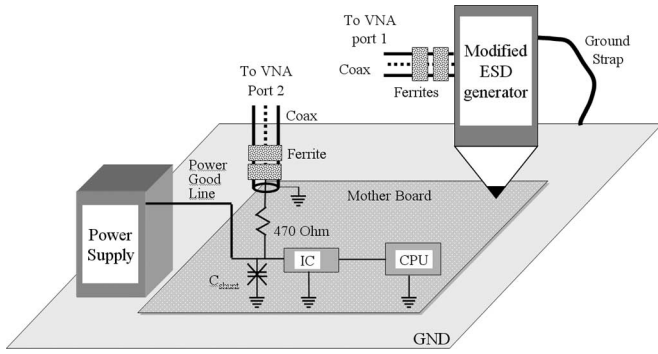 To VNA
port 1
Coax
Ferrites
Modified
ESD
generator
Ground
Strap
To VNA
Port 2
Coax
Ferrite
Power
Good
Line
Mother Board
470 Ohm
Power
Supply
IC
CPU
Cshunt
GND